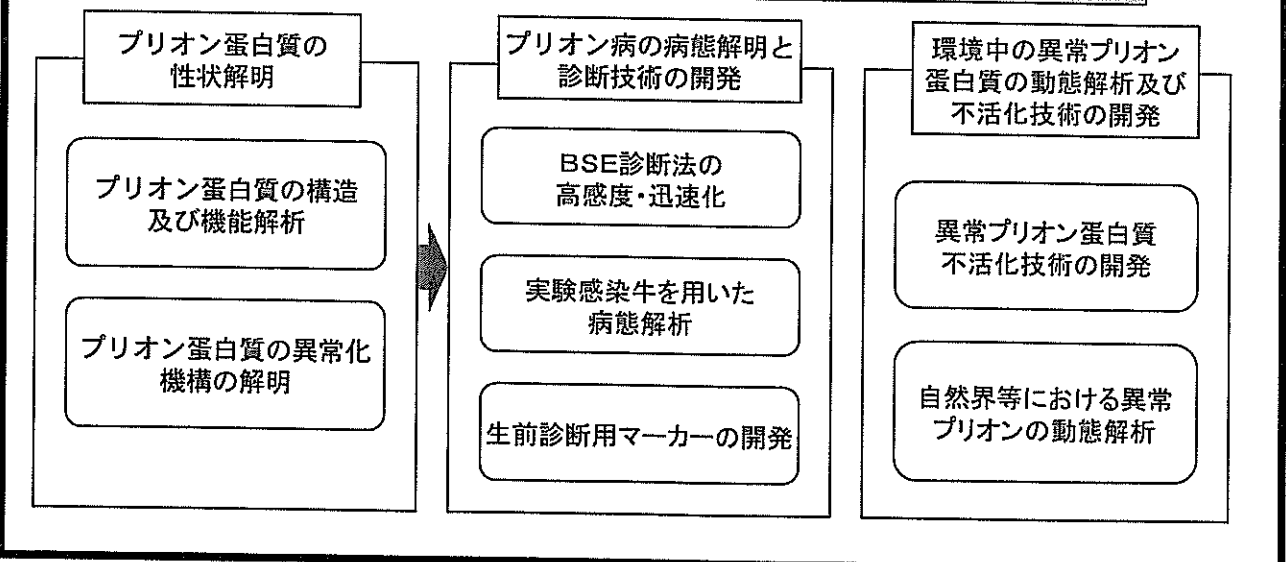 プリオン蛋白質の
性状解明
プリオン蛋白質の構造
及び機能解析
プリオン蛋白質の異常化
機構の解明
プリオン病の病態解明と
診断技術の開発
BSE診断法の
高感度・迅速化
実験感染牛を用いた
病態解析
生前診断用マーカーの開発
環境中の異常プリオン
蛋白質の動態解析及び
不活化技術の開発
異常プリオン蛋白質
不活化技術の開発
自然界等における異常
プリオンの動態解析